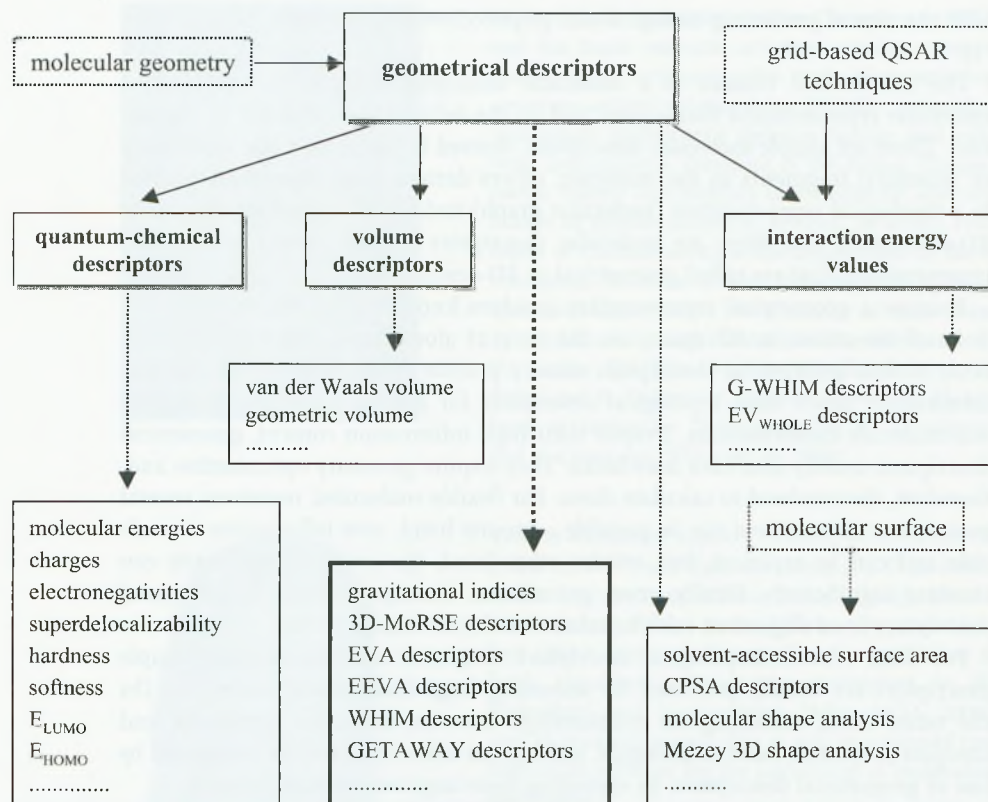 molecular geometry
geometrical descriptors
grid-based QSAR
techniques
quantum-chemical
descriptors
volume
descriptors
interaction energy
values
van der Waals volume
geometric volume
..........
G-WHIM descriptors
EV_WHOLE descriptors
..........
molecular energies
charges
electronegativities
superdelocalizability
hardness
softness
E_LUMO
E_HOMO
.............
gravitational indices
3D-MoRSE descriptors
EVA descriptors
EEVA descriptors
WHIM descriptors
GETAWAY descriptors
.............
molecular surface
solvent-accessible surface area
CPSA descriptors
molecular shape analysis
Mezey 3D shape analysis
..........